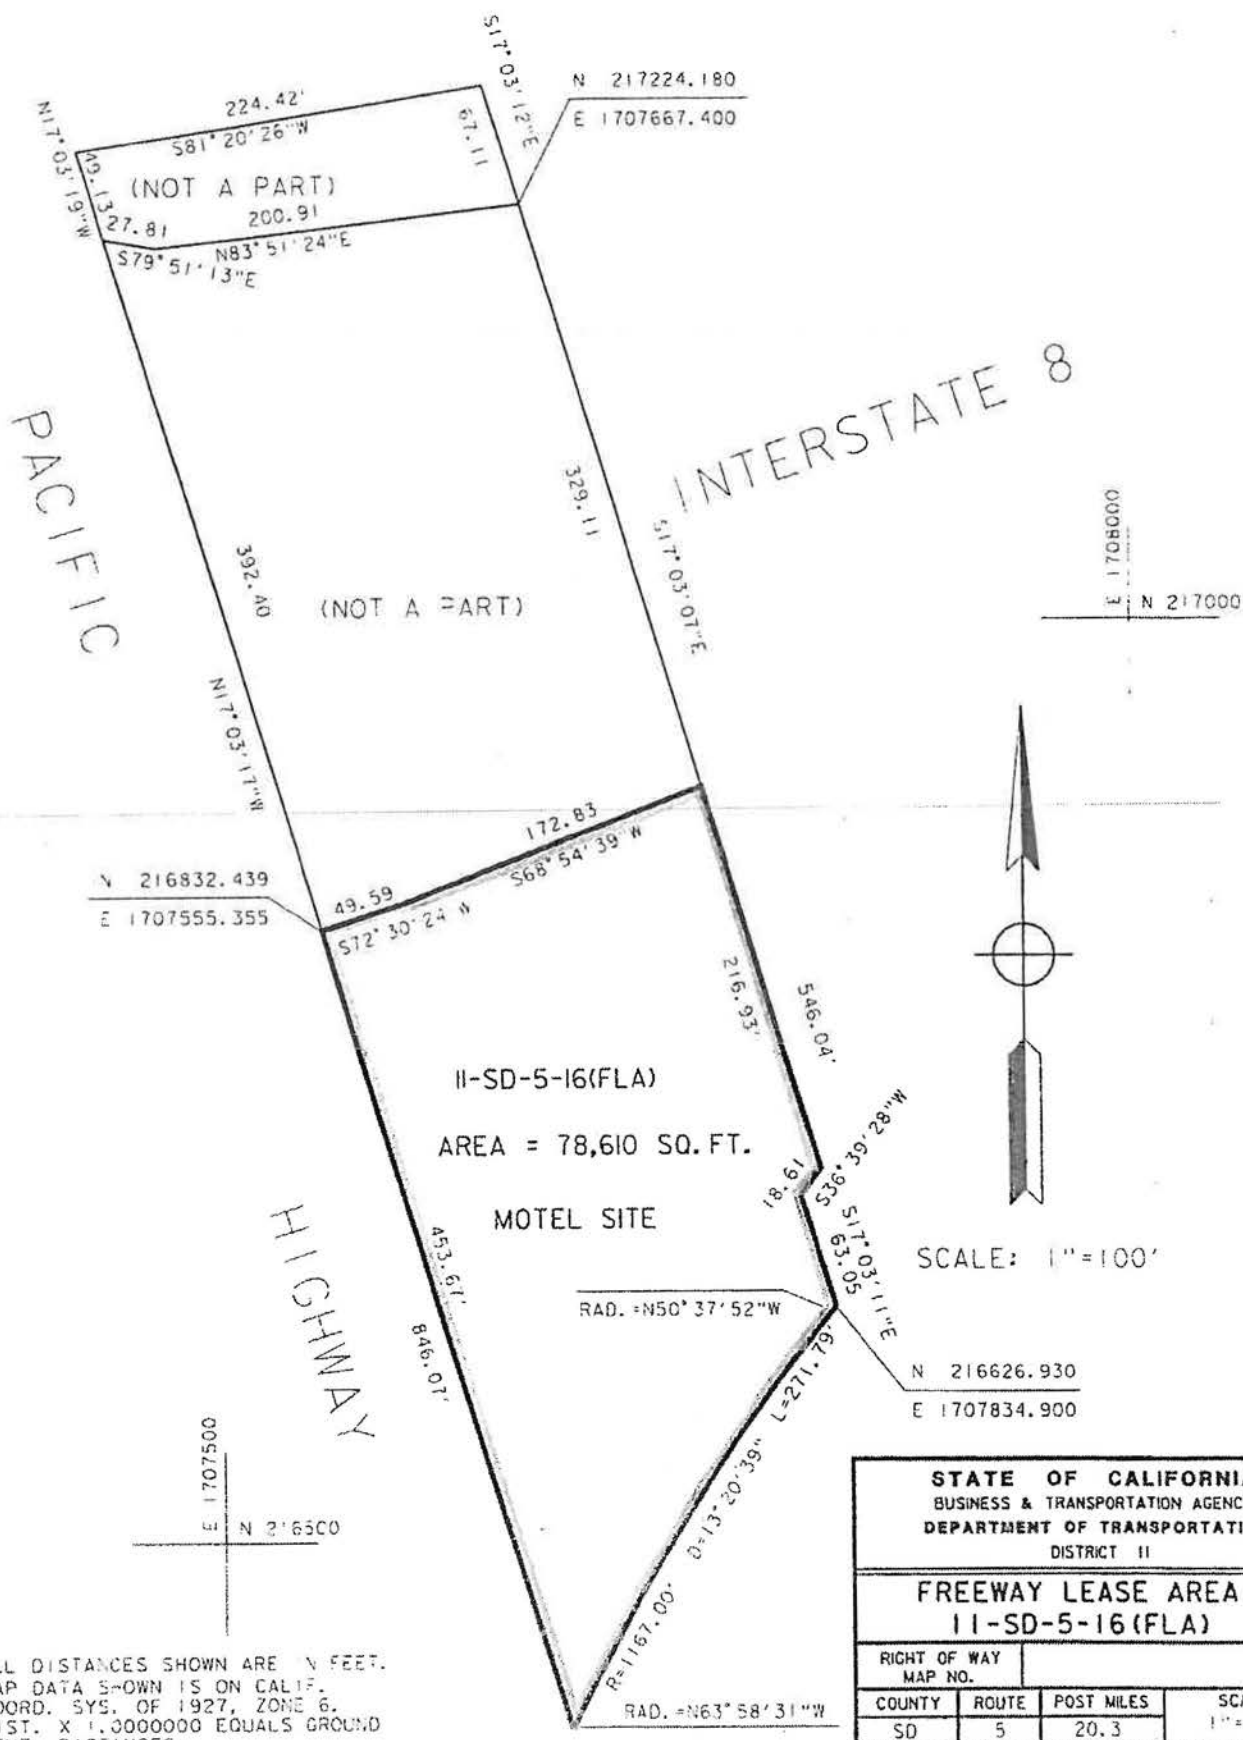 S17°03'12"E
N 217224.180
E 1707667.400
224.42'
S81°20'26"W
67.11
N17°03'19"W
49.13
(NOT A PART)
27.81
200.91
N83°51'24"E
S79°51'13"E
INTERSTATE 8
PACIFIC
329.11
S17°03'07"E
392.40
(NOT A PART)
E 1708000
N 217000
N17°03'17"W
172.83
S68°54'39"W
N 216832.439
E 1707555.355
49.59
S72°30'24"W
216.93'
546.04'
11-SD-5-16(FLA)
AREA = 78,610 SQ. FT.
MOTEL SITE
18.61
S36°39'28"W
S17°03'11"E
63.05
SCALE: 1"=100'
HIGHWAY
453.67'
846.07'
RAD.=N50°37'52"W
N 216626.930
E 1707834.900
L=271.79'
D=13°20'39"
R=1167.00'
E 1707500
N 216500
RAD.=N63°58'31"W
L DISTANCES SHOWN ARE IN FEET.
AP DATA SHOWN IS ON CALIF.
OORD. SYS. OF 1927, ZONE 6.
IST. X 1.0000000 EQUALS GROUND
STATE OF CALIFORNIA
BUSINESS & TRANSPORTATION AGENC
DEPARTMENT OF TRANSPORTATI
DISTRICT 11
FREEWAY LEASE AREA
11-SD-5-16(FLA)
RIGHT OF WAY
MAP NO.
COUNTY ROUTE POST MILES SCA
SD 5 20.3 1"=